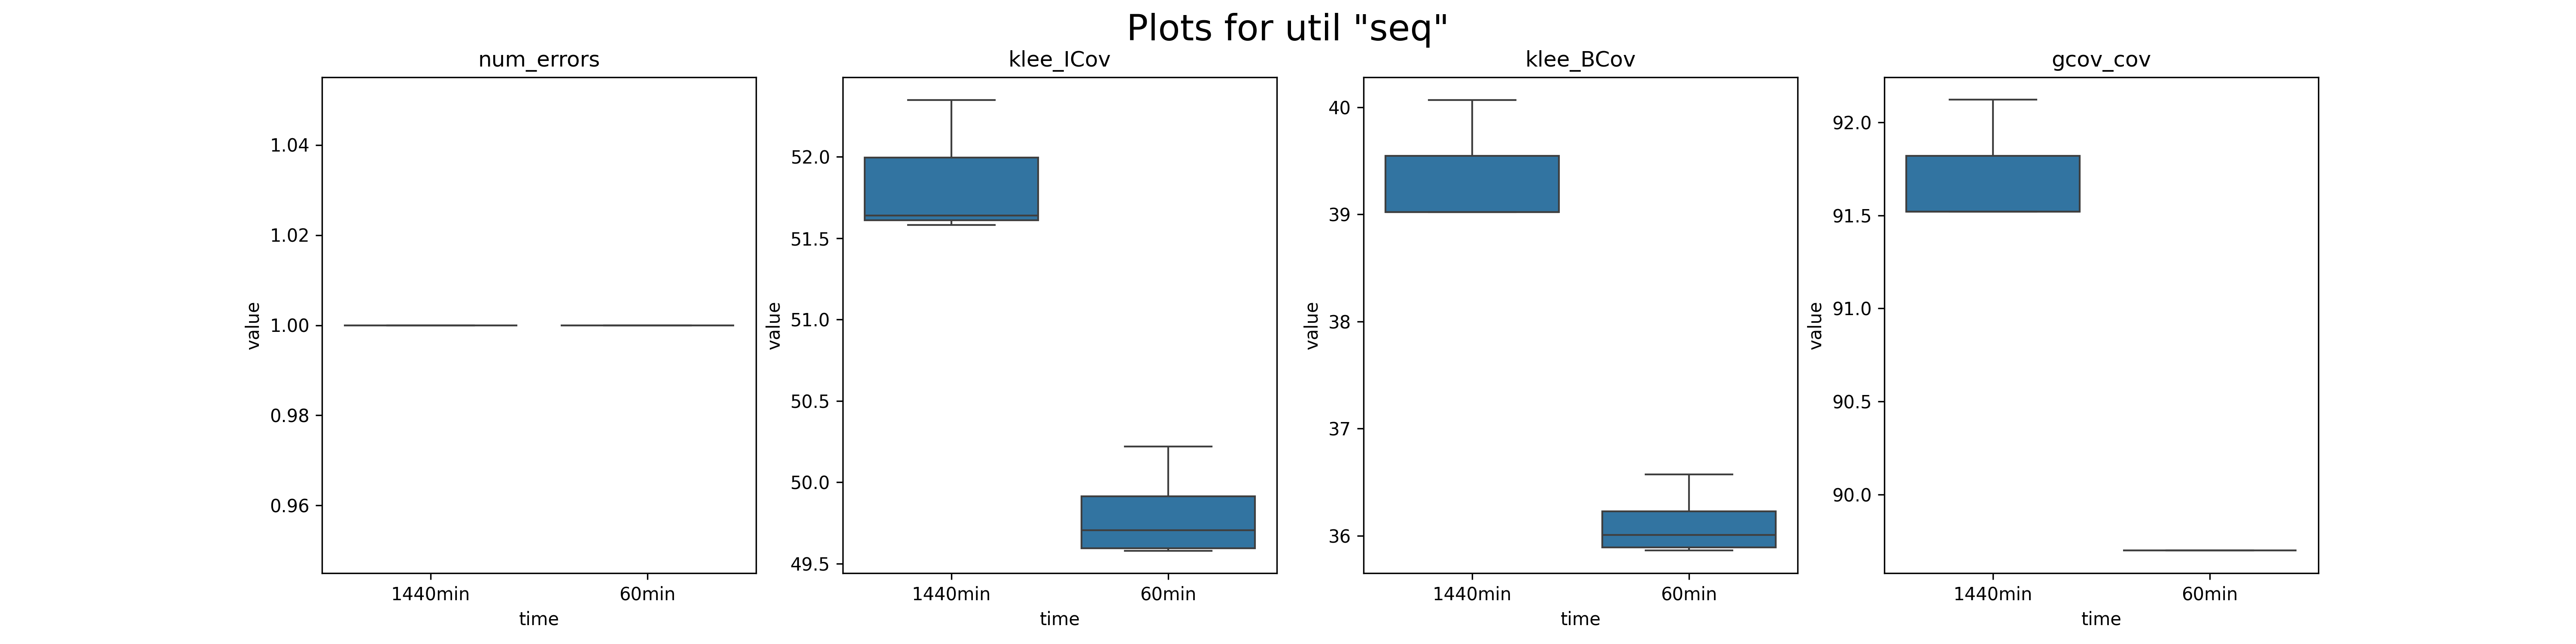 Plots for util "seq"
num_errors
1.04
1.02
1.00
0.98
0.96
value
1440min
60min
time
klee_ICov
52.0
51.5
51.0
50.5
50.0
49.5
value
1440min
60min
time
klee_BCov
40
39
38
37
36
value
1440min
60min
time
gcov_cov
92.0
91.5
91.0
90.5
90.0
value
1440min
60min
time